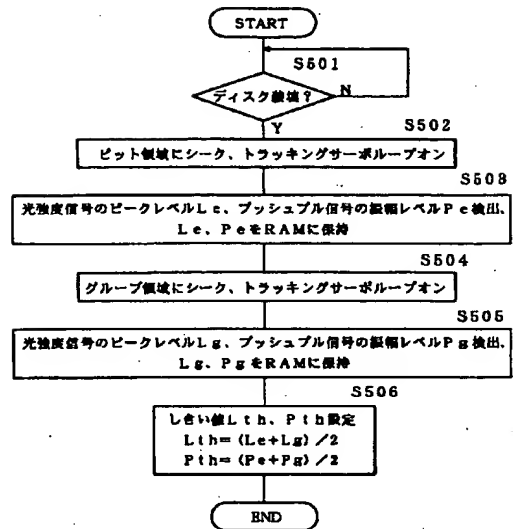 START
S501
ディスク装填？
N
Y
S502
ピット領域にシーク、トラッキングサーボループオン
S503
光強度信号のピークレベルLe、プッシュプル信号の振幅レベルPe検出、
Le、PeをRAMに保持
S504
グルーブ領域にシーク、トラッキングサーボループオン
S505
光強度信号のピークレベルLg、プッシュプル信号の振幅レベルPg検出、
Lg、PgをRAMに保持
S506
しきい値Lth、Pth設定
Lth=(Le+Lg)/2
Pth=(Pe+Pg)/2
END